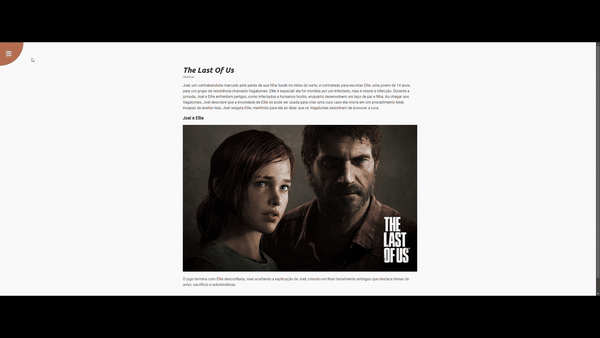 The Last Of Us
História
Joel, um contrabandista marcado pela perda de sua filha Sarah no início do surto, é contratado para escoltar Ellie, uma jovem de 14 anos,
para um grupo de resistência chamado Vagalumes. Ellie é especial: ela foi mordida por um infectado, mas é imune à infecção. Durante a
jornada, Joel e Ellie enfrentam perigos, como infectados e humanos hostis, enquanto desenvolvem um laço de pai e filha. Ao chegar aos
Vagalumes, Joel descobre que a imunidade de Ellie só pode ser usada para criar uma cura caso ela morra em um procedimento fatal.
Incapaz de aceitar isso, Joel resgata Ellie, mentindo para ela ao dizer que os Vagalumes desistiram de procurar a cura.
Joel e Ellie
THE
LAST
OF US
O jogo termina com Ellie desconfiada, mas aceitando a explicação de Joel, criando um final moralmente ambíguo que destaca temas de
amor, sacrifício e sobrevivência.